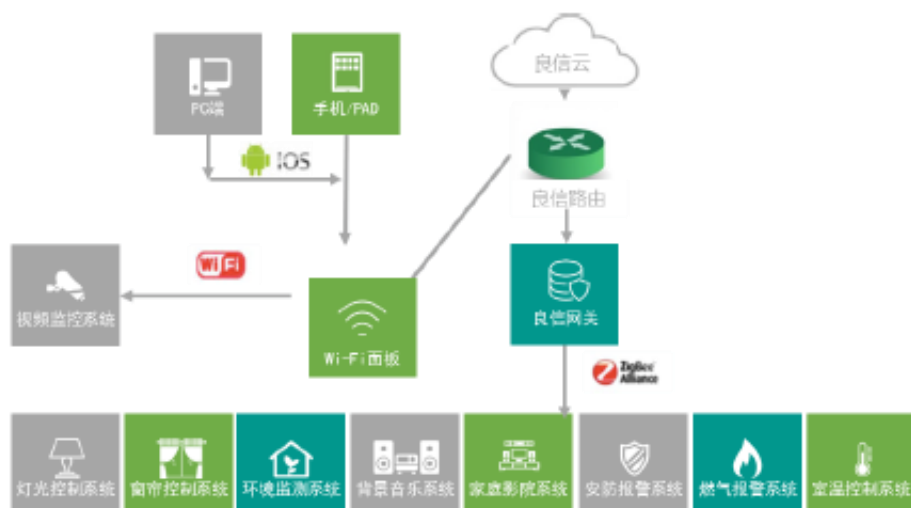 良信云
PC端
手机/PAD
IOS
良信路由
WiFi
视频监控系统
Wi-Fi面板
良信网关
ZigBee
Alliance
灯光控制系统
窗帘控制系统
环境监测系统
背景音乐系统
家庭影院系统
安防报警系统
燃气报警系统
室温控制系统